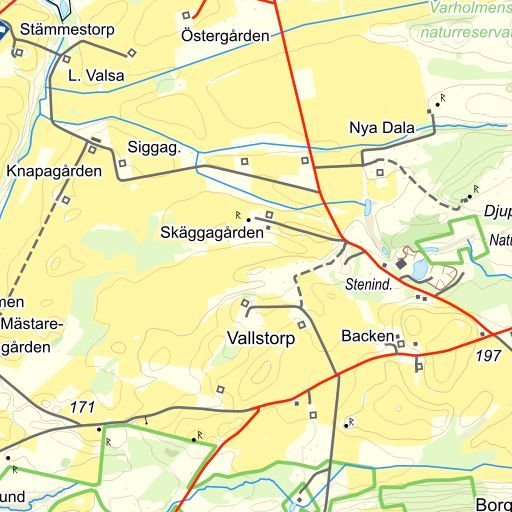 Varholmens
naturreservat
Stämmestorp
Östergården
L. Valsa
Nya Dala
R
Siggag.
Knapagården
R
Djup
R
Skäggagården
Nat
Stenind.
men
Mästare-
gården
Vallstorp
Backen
197
171
R
R
R
und
Borg